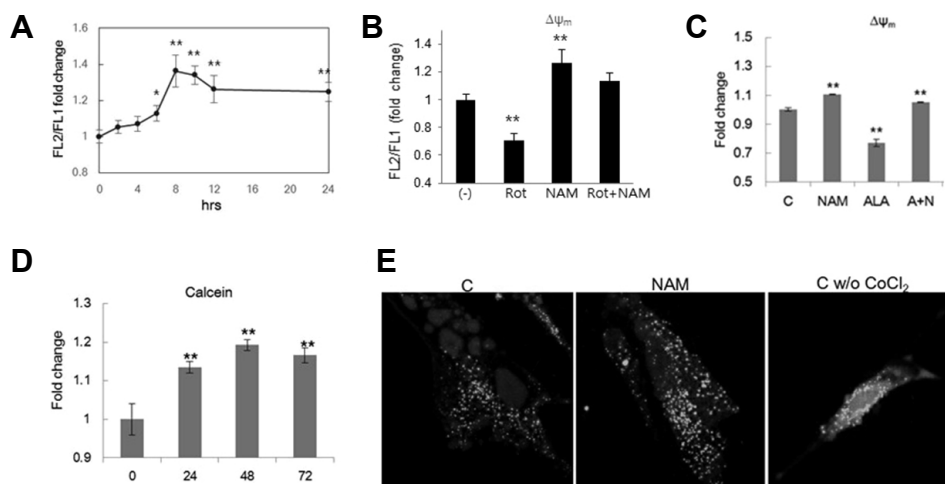 A
FL2/FL1 fold change
1.6
1.4
1.2
1
0.8
*
**
**
**
**
0
4
8
12
16
20
24
hrs
B
Δψm
FL2/FL1 (fold change)
1.4
1.2
1.0
0.8
0.6
0.4
**
**
(-)
Rot
NAM
Rot+NAM
C
Δψm
Fold change
1.5
1.3
1.1
0.9
0.7
0.5
**
**
**
C
NAM
ALA
A+N
D
Calcein
Fold change
1.3
1.2
1.1
1
0.9
**
**
**
0
24
48
72
E
C
NAM
C w/o CoCl2